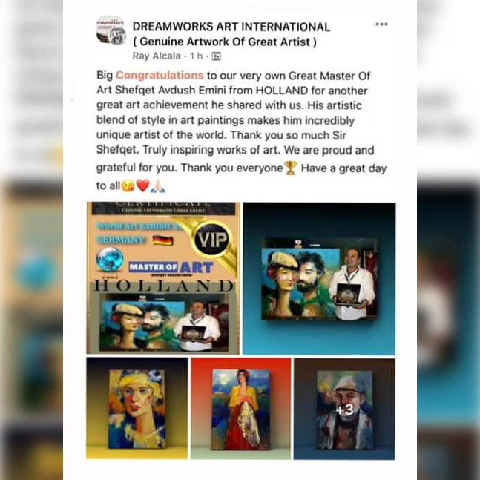 DREAMWORKS ART INTERNATIONAL
( Genuine Artwork Of Great Artist )
Ray Alcala · 1 h ·
Big Congratulations to our very own Great Master Of
Art Shefqet Avdush Emini from HOLLAND for another
great art achievement he shared with us. His artistic
blend of style in art paintings makes him incredibly
unique artist of the world. Thank you so much Sir
Shefqet. Truly inspiring works of art. We are proud and
grateful for you. Thank you everyone🏆 Have a great day
to all😘❤️🙏🏻
CERTIFICATE
GERMANY
VIP
MASTER OF ART
HOLLAND
+3